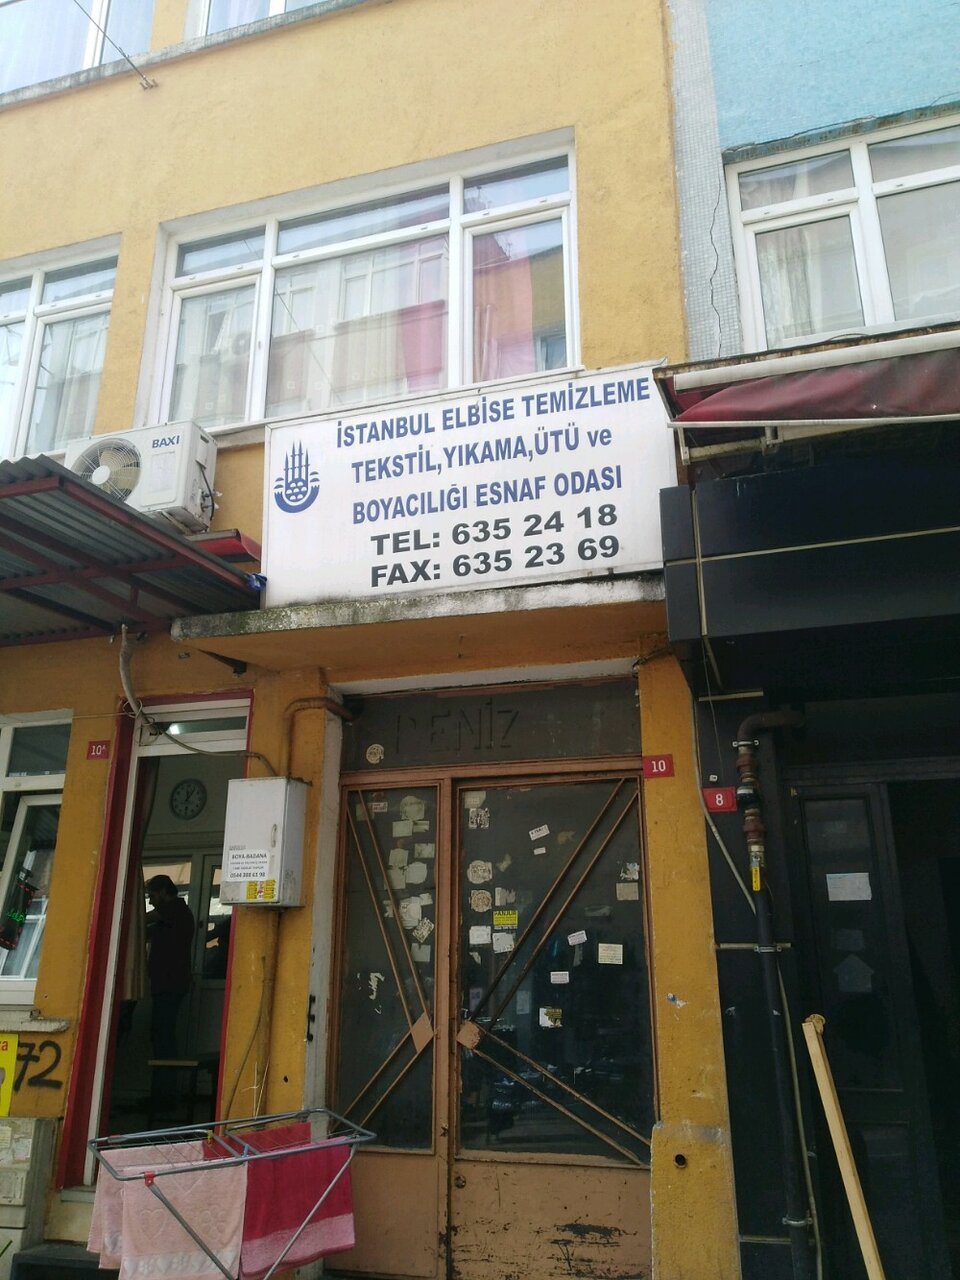 BAXI
İSTANBUL ELBİSE TEMİZLEME
TEKSTİL,YIKAMA,ÜTÜ ve
BOYACILIĞI ESNAF ODASI
TEL: 635 24 18
FAX: 635 23 69
DENİZ
10A
10
8
BOYA-BADANA
72